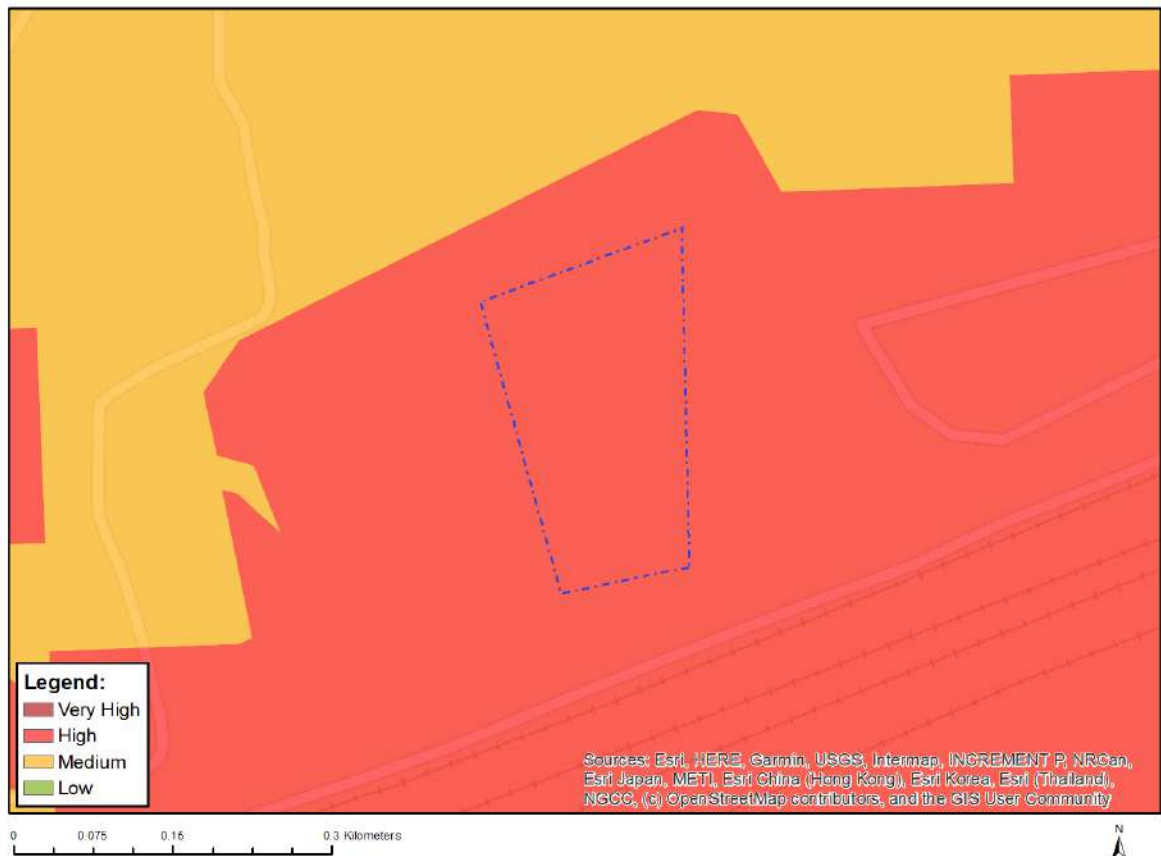 Legend:
Very High
High
Medium
Low
Sources: Esri, HERE, Garmin, USGS, Intermap, INCREMENT P, NRCan,
Esri Japan, METI, Esri China (Hong Kong), Esri Korea, Esri (Thailand),
NGCC, (c) OpenStreetMap contributors, and the GIS User Community
0 0.075 0.15 0.3 Kilometers
N